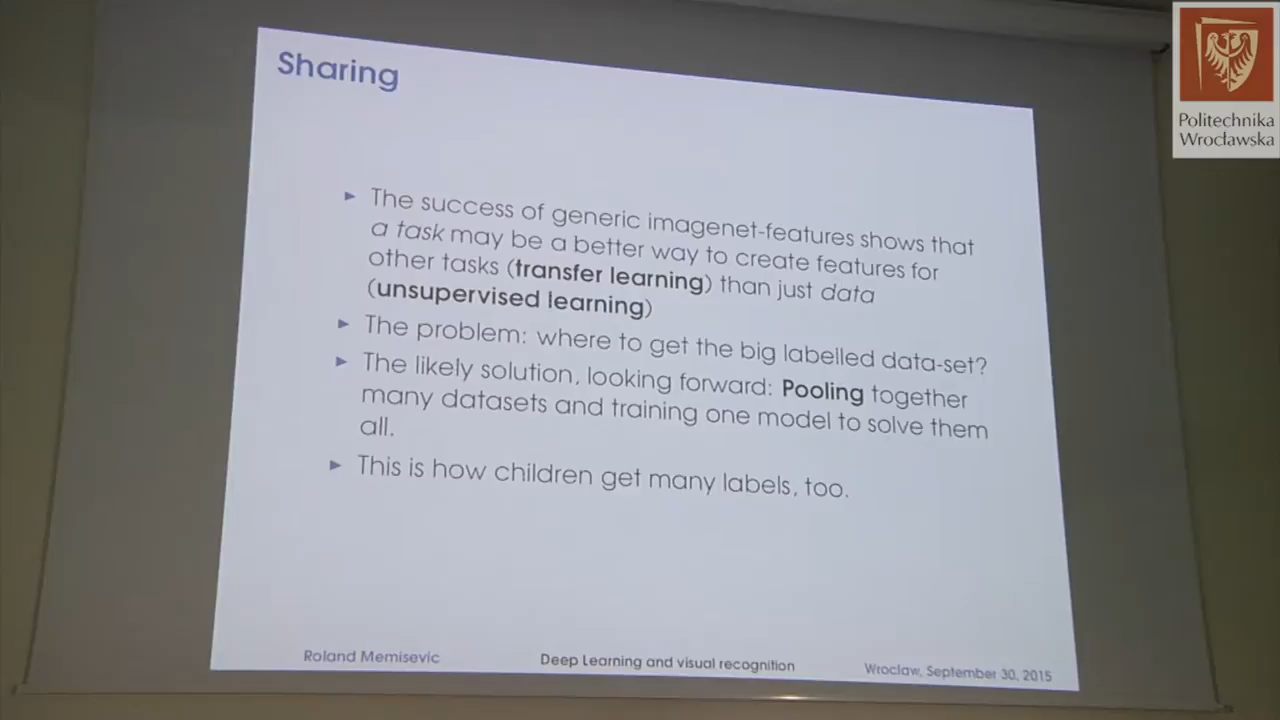 Sharing
► The success of generic imagenet-features shows that
a task may be a better way to create features for
other tasks (transfer learning) than just data
(unsupervised learning)
► The problem: where to get the big labelled data-set?
► The likely solution, looking forward: Pooling together
many datasets and training one model to solve them
all.
► This is how children get many labels, too.
Roland Memisevic Deep Learning and visual recognition Wroclaw, September 30, 2015
Politechnika
Wrocławska